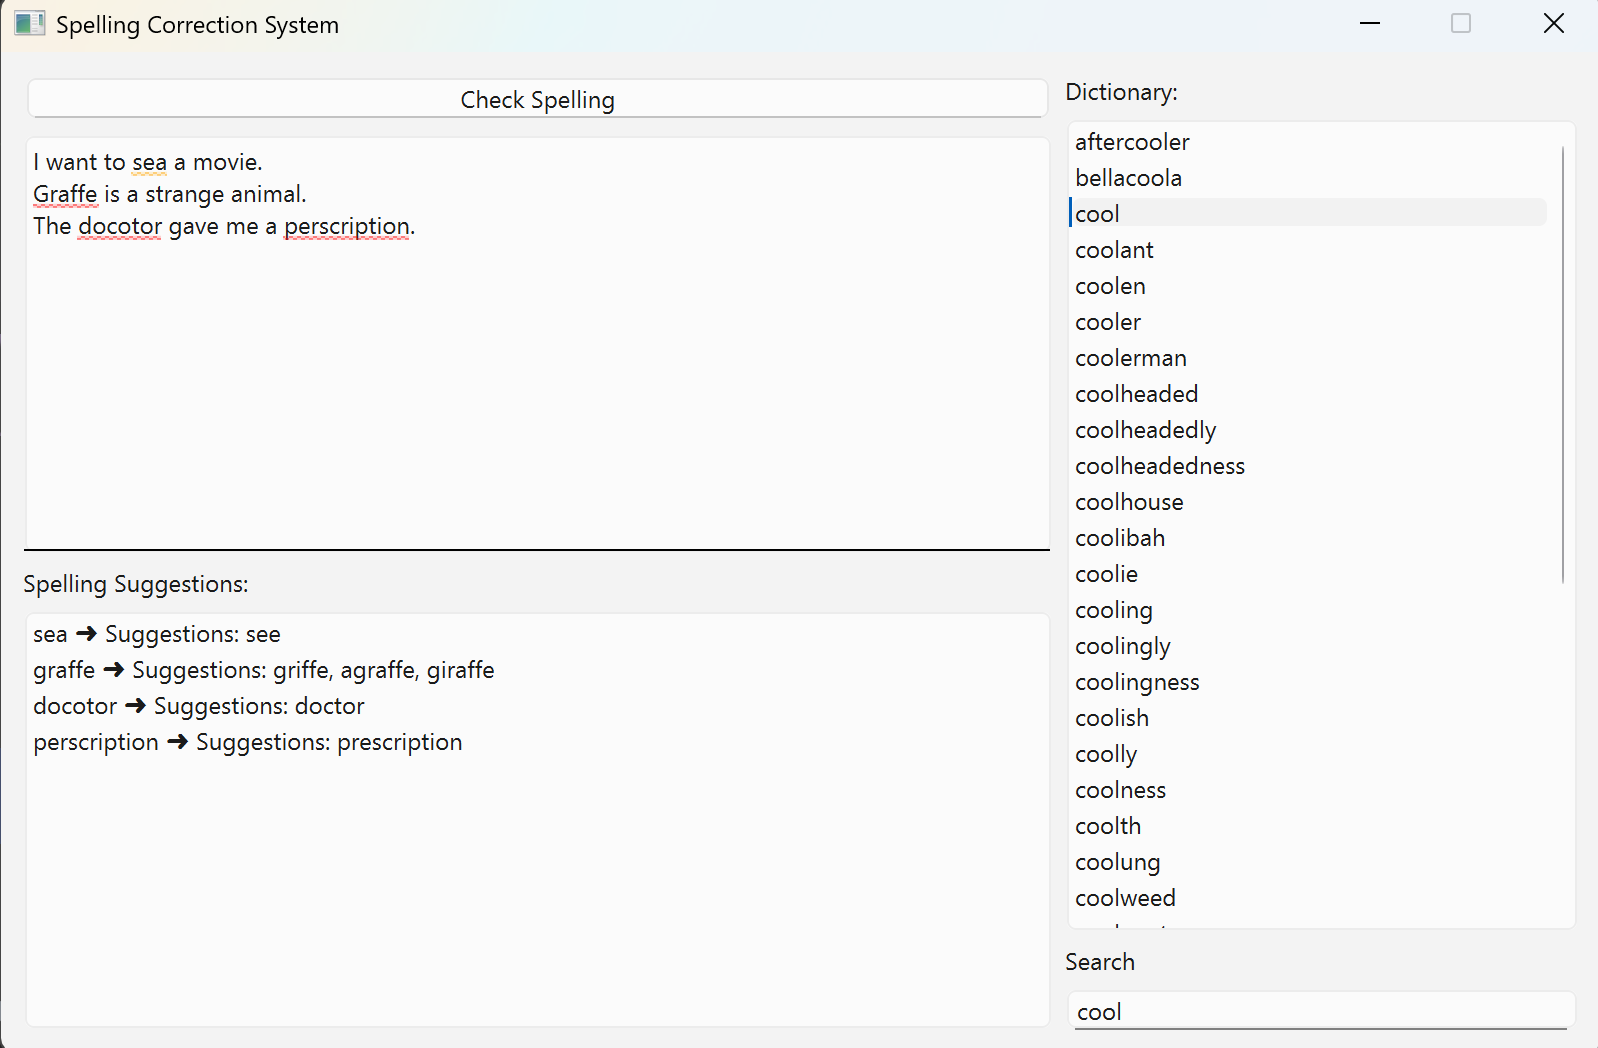 Spelling Correction System
Check Spelling
I want to sea a movie.
Graffe is a strange animal.
The docotor gave me a perscription.
Spelling Suggestions:
sea ➜ Suggestions: see
graffe ➜ Suggestions: griffe, agraffe, giraffe
docotor ➜ Suggestions: doctor
perscription ➜ Suggestions: prescription
Dictionary:
aftercooler
bellacoola
cool
coolant
coolen
cooler
coolerman
coolheaded
coolheadedly
coolheadedness
coolhouse
coolibah
coolie
cooling
coolingly
coolingness
coolish
coolly
coolness
coolth
coolung
coolweed
Search
cool